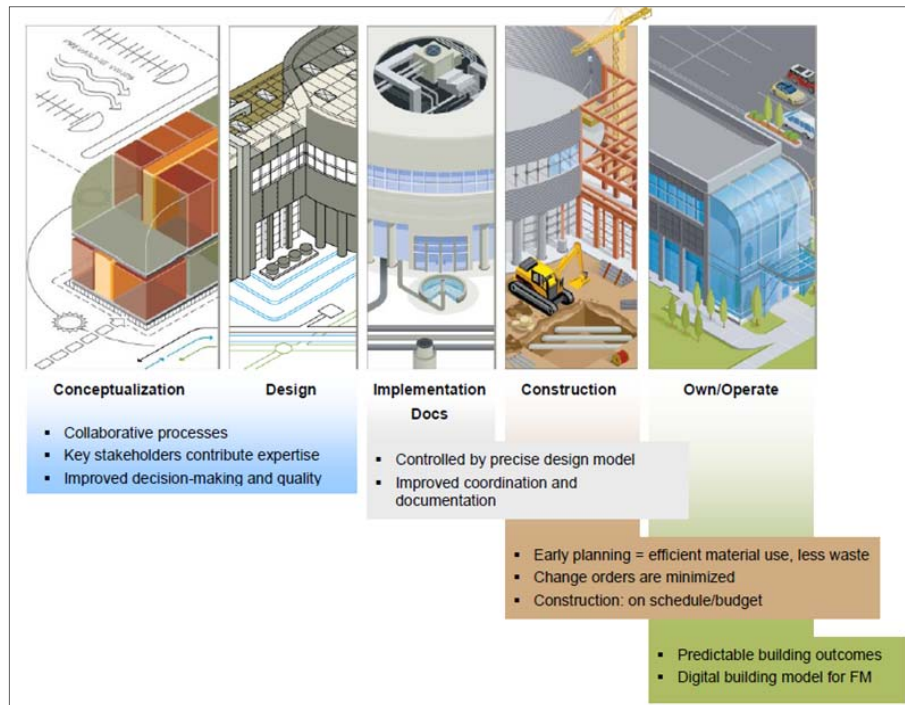 Conceptualization
Design
Implementation
Docs
Construction
Own/Operate
▪ Collaborative processes
▪ Key stakeholders contribute expertise
▪ Improved decision-making and quality
▪ Controlled by precise design model
▪ Improved coordination and
documentation
▪ Early planning = efficient material use, less waste
▪ Change orders are minimized
▪ Construction: on schedule/budget
▪ Predictable building outcomes
▪ Digital building model for FM